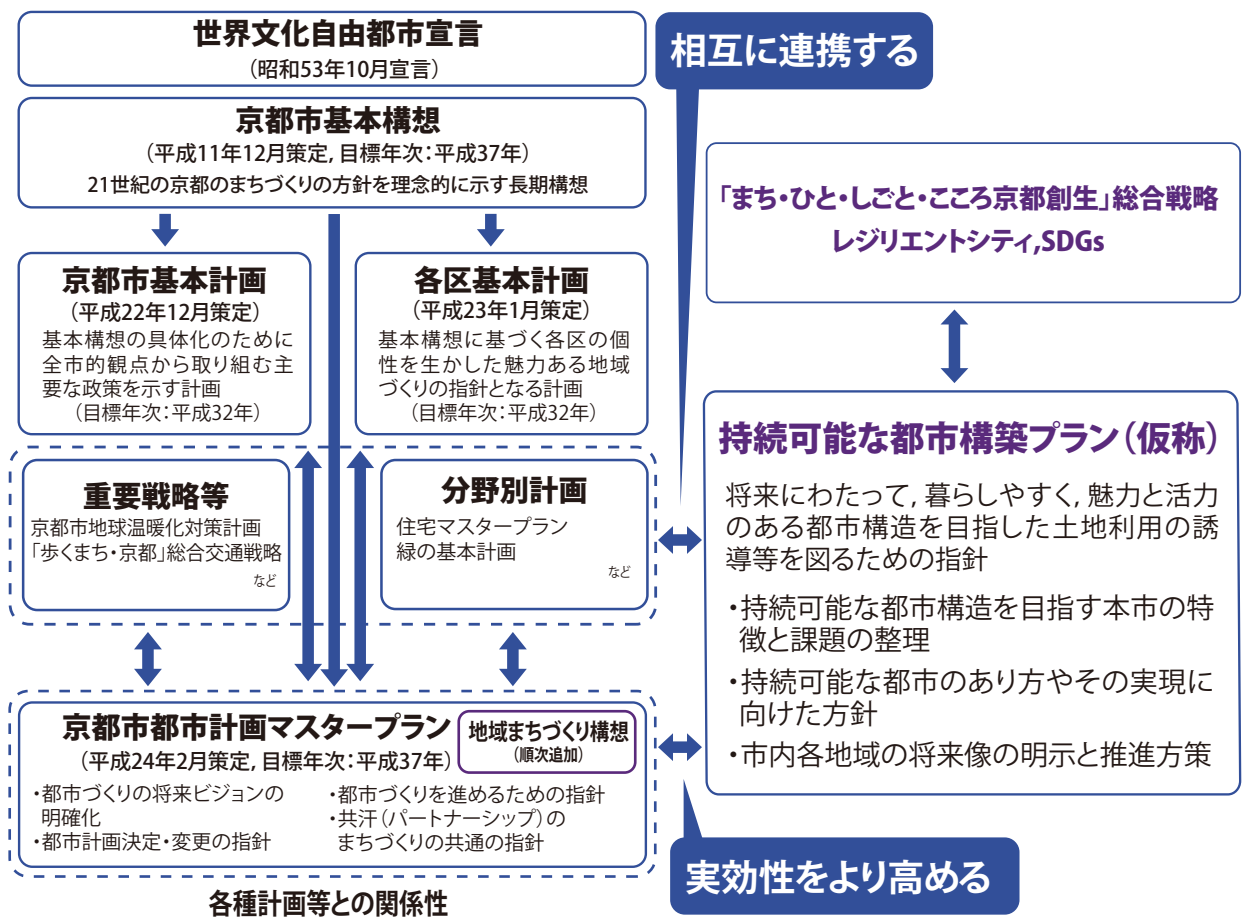 世界文化自由都市宣言
（昭和53年10月宣言）
相互に連携する
京都市基本構想
（平成11年12月策定, 目標年次：平成37年）
21世紀の京都のまちづくりの方針を理念的に示す長期構想
「まち・ひと・しごと・こころ京都創生」総合戦略
レジリエントシティ,SDGs
京都市基本計画
（平成22年12月策定）
基本構想の具体化のために
全市的観点から取り組む主
要な政策を示す計画
（目標年次：平成32年）
各区基本計画
（平成23年1月策定）
基本構想に基づく各区の個
性を生かした魅力ある地域
づくりの指針となる計画
（目標年次：平成32年）
重要戦略等
京都市地球温暖化対策計画
「歩くまち・京都」総合交通戦略
など
分野別計画
住宅マスタープラン
緑の基本計画
など
持続可能な都市構築プラン（仮称）
将来にわたって, 暮らしやすく, 魅力と活力
のある都市構造を目指した土地利用の誘
導等を図るための指針
・持続可能な都市構造を目指す本市の特
徴と課題の整理
・持続可能な都市のあり方やその実現に
向けた方針
・市内各地域の将来像の明示と推進方策
京都市都市計画マスタープラン
（平成24年2月策定, 目標年次：平成37年）
地域まちづくり構想
（順次追加）
・都市づくりの将来ビジョンの
明確化
・都市計画決定・変更の指針
・都市づくりを進めるための指針
・共汗（パートナーシップ）の
まちづくりの共通の指針
実効性をより高める
各種計画等との関係性